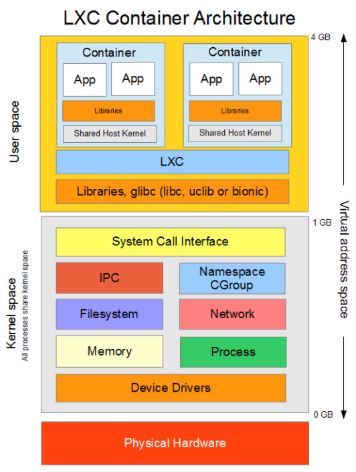 LXC Container Architecture
4 GB
Container
App
App
Libraries
Shared Host Kernel
Container
App
App
Libraries
Shared Host Kernel
LXC
Libraries, glibc (libc, uclib or bionic)
User space
1 GB
System Call Interface
IPC
Namespace
CGroup
Filesystem
Network
Memory
Process
Device Drivers
Kernel space
All processes share kernel space
0 GB
Virtual address space
Physical Hardware